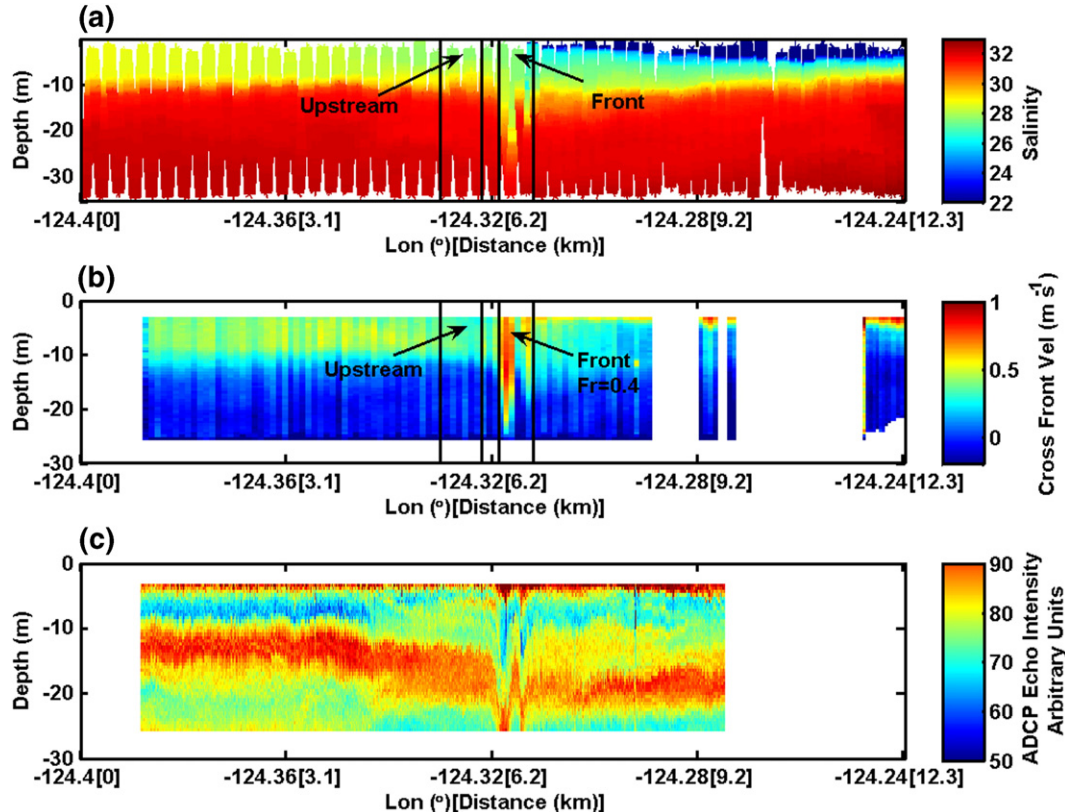 (a)
0
-10
-20
-30
Depth (m)
Upstream
Front
-124.4[0]
-124.36[3.1]
-124.32[6.2]
-124.28[9.2]
-124.24[12.3]
Lon (º)[Distance (km)]
32
30
28
26
24
22
Salinity
(b)
0
-10
-20
-30
Depth (m)
Upstream
Front
Fr=0.4
-124.4[0]
-124.36[3.1]
-124.32[6.2]
-124.28[9.2]
-124.24[12.3]
Lon (º)[Distance (km)]
1
0.5
0
Cross Front Vel (m s⁻¹)
(c)
0
-10
-20
-30
Depth (m)
-124.4[0]
-124.36[3.1]
-124.32[6.2]
-124.28[9.2]
-124.24[12.3]
Lon (º)[Distance (km)]
90
80
70
60
50
ADCP Echo Intensity
Arbitrary Units